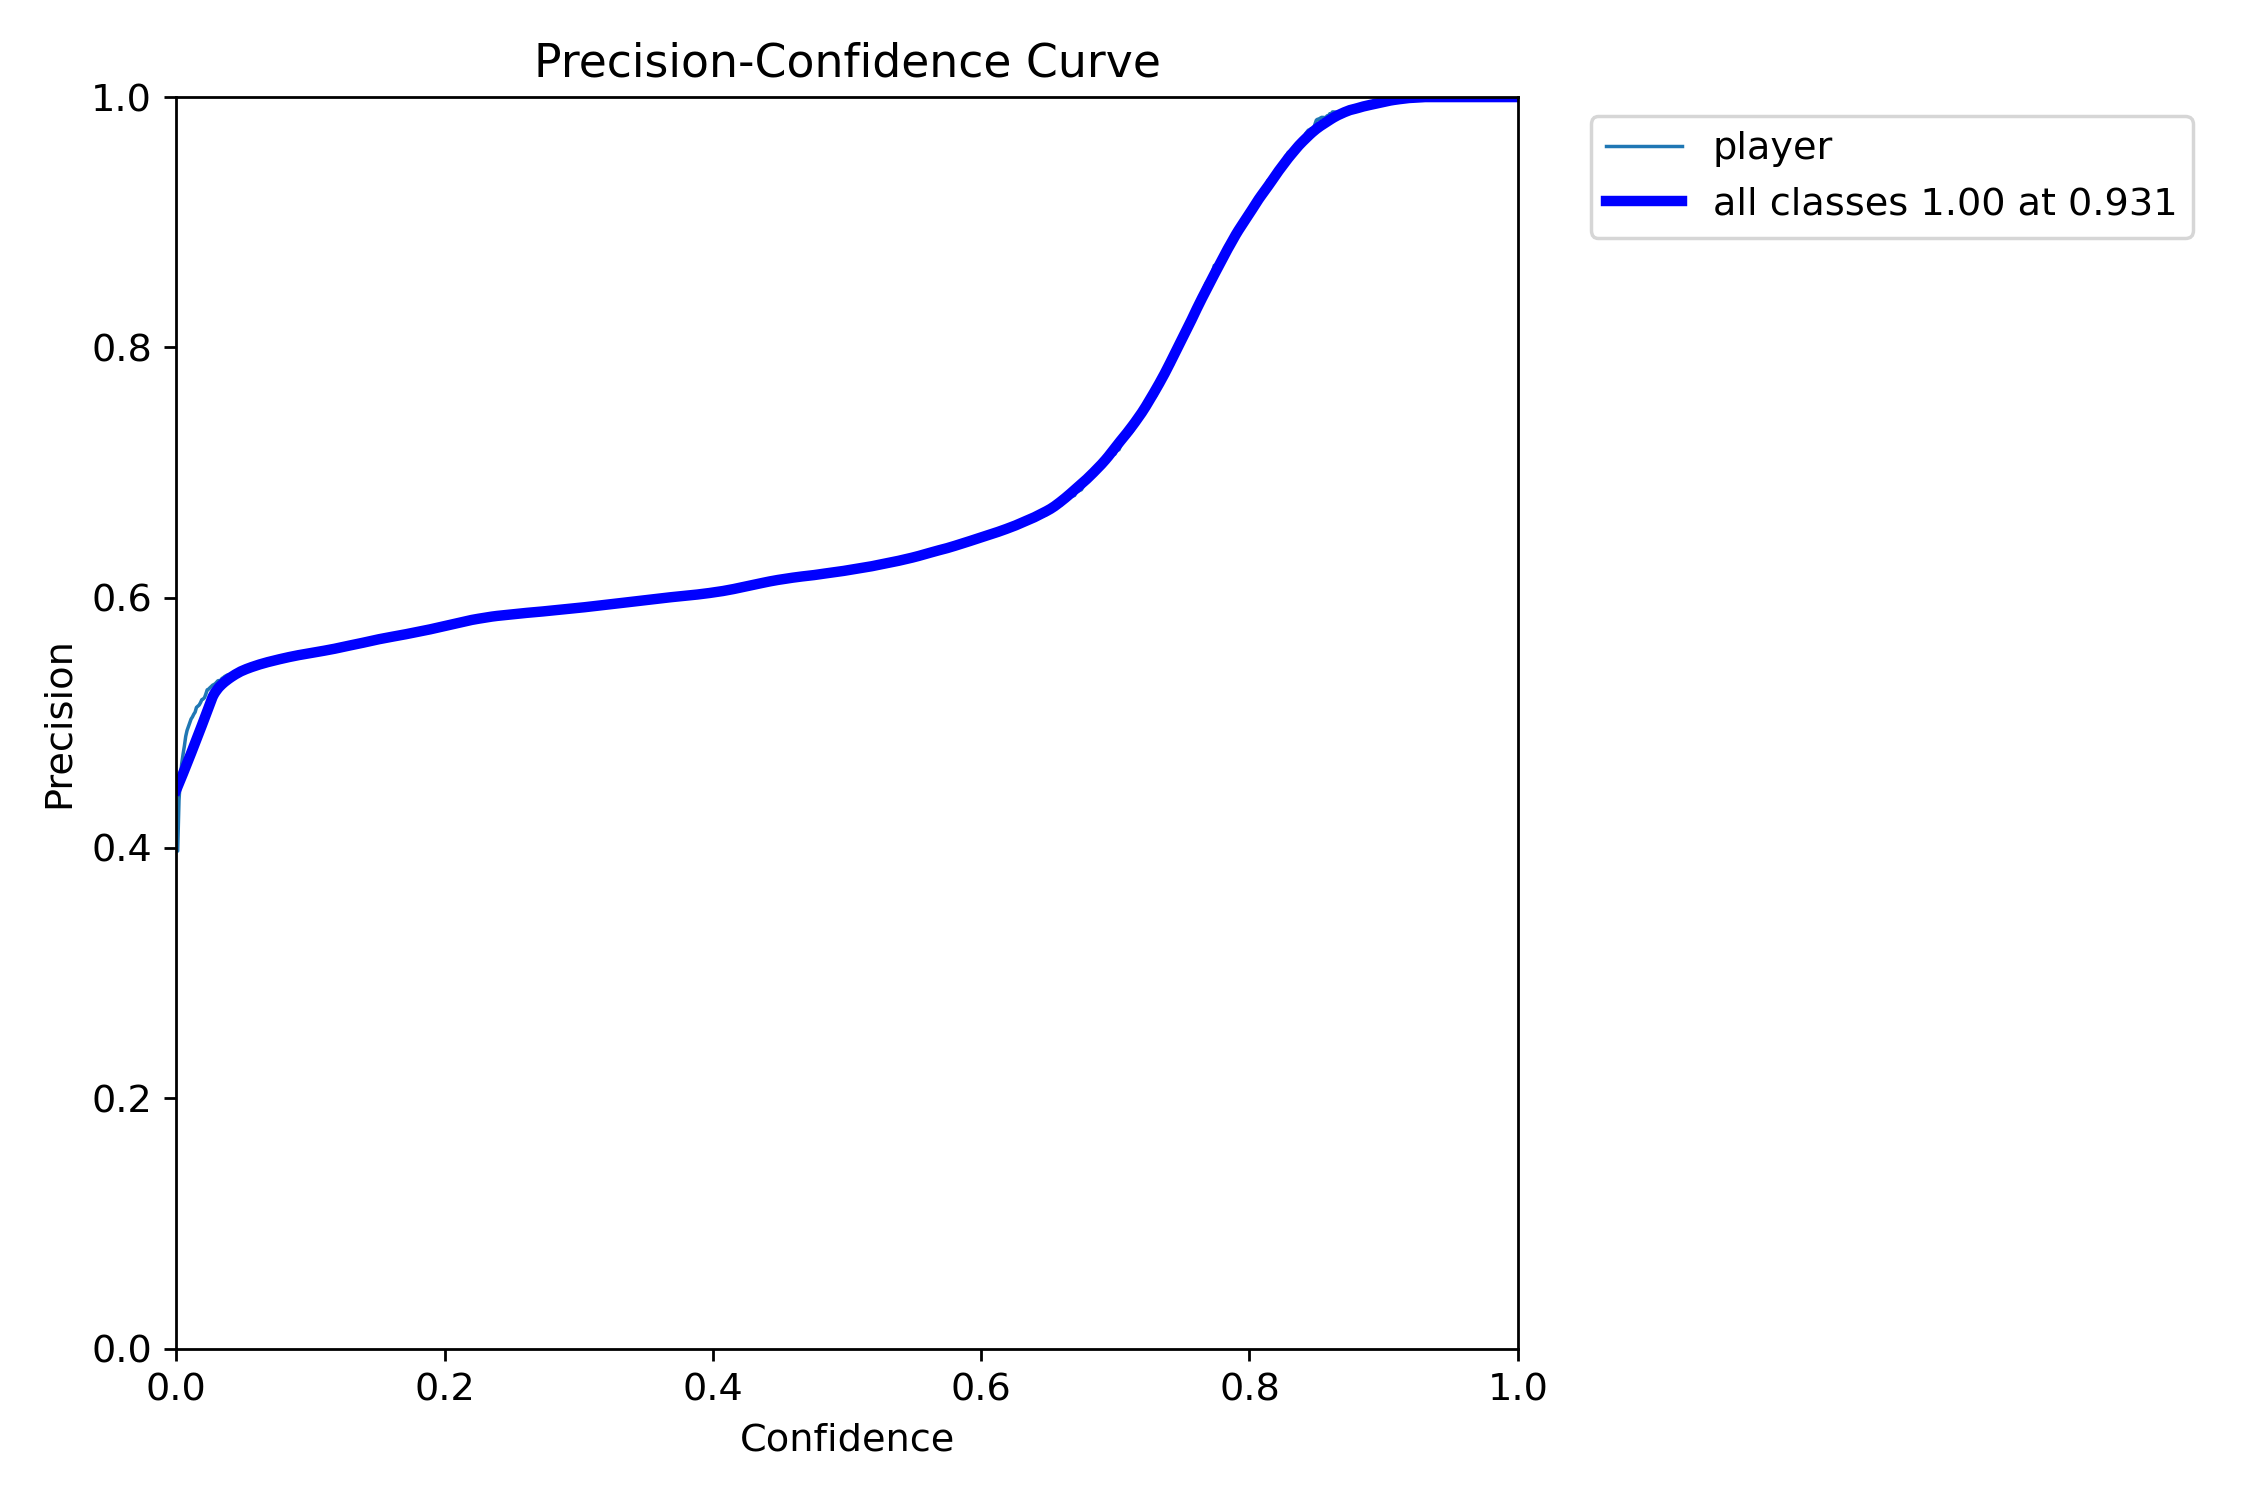 Precision-Confidence Curve
1.0
0.8
0.6
0.4
0.2
0.0
Precision
0.0 0.2 0.4 0.6 0.8 1.0
Confidence
player
all classes 1.00 at 0.931